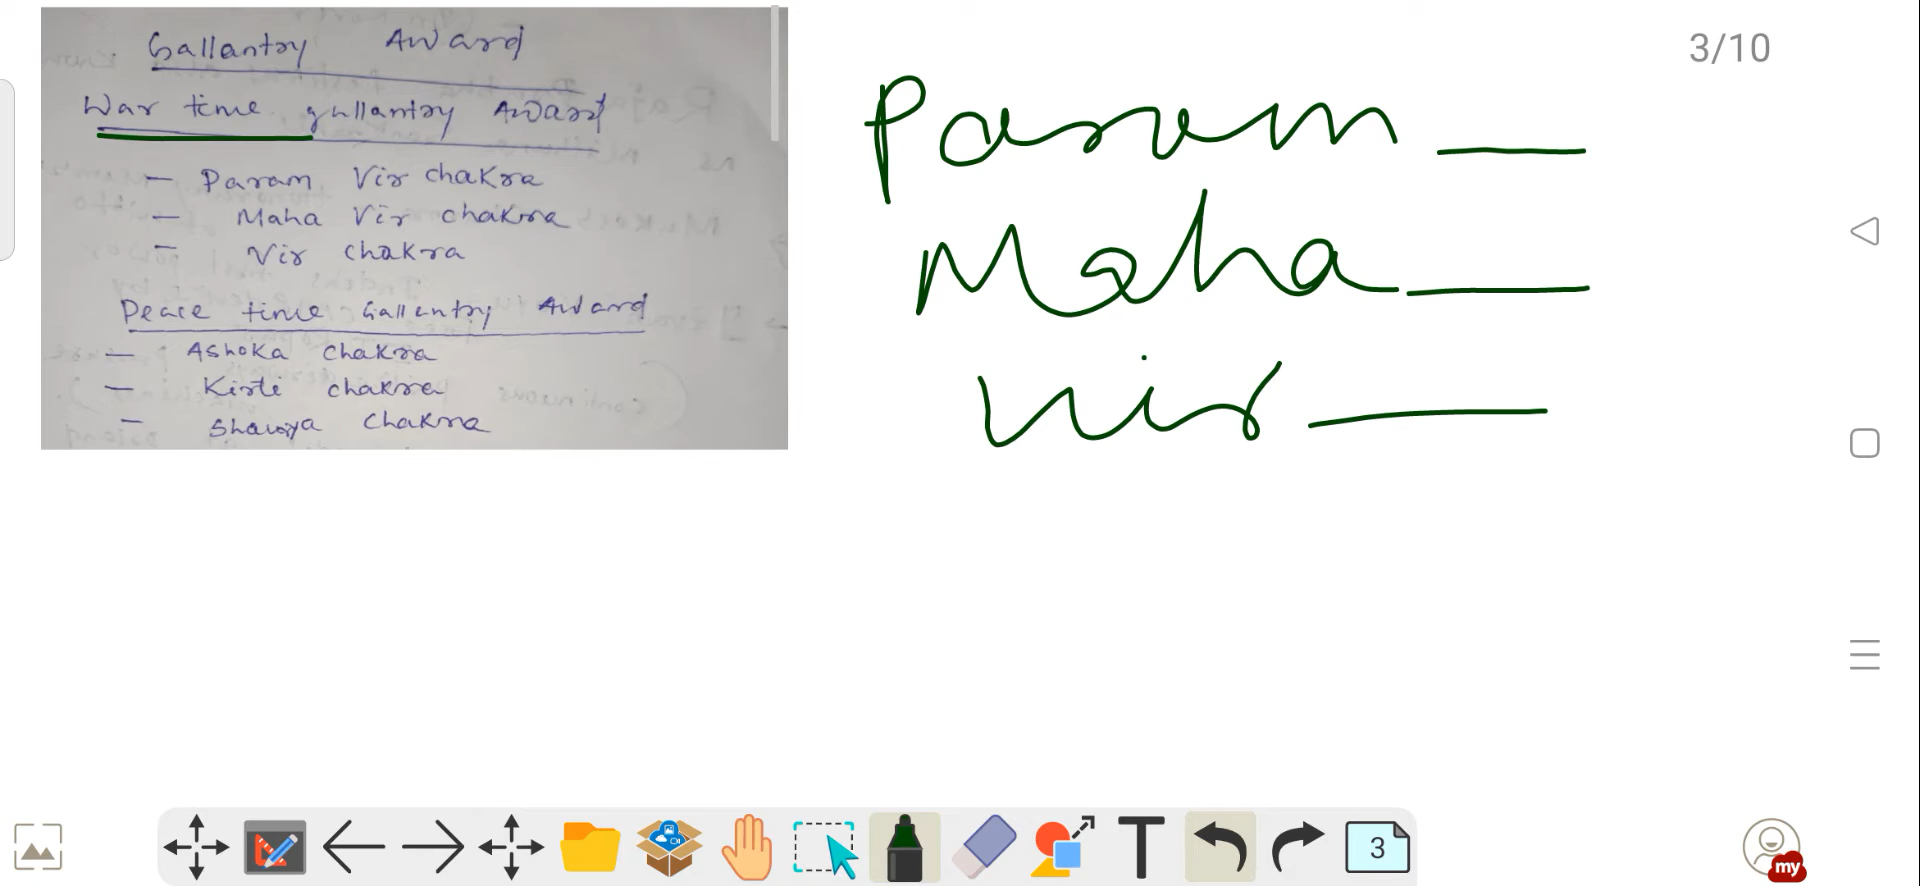 Gallantry Award
War time gallantry Award
- Param Vir chakra
- Maha Vir chakra
- Vir chakra
Peace time Gallentry Award
- Ashoka chakra
- Kirti chakra
- Shaurya chakra
Param —
Maha —
Vir —
3/10
T
3
my